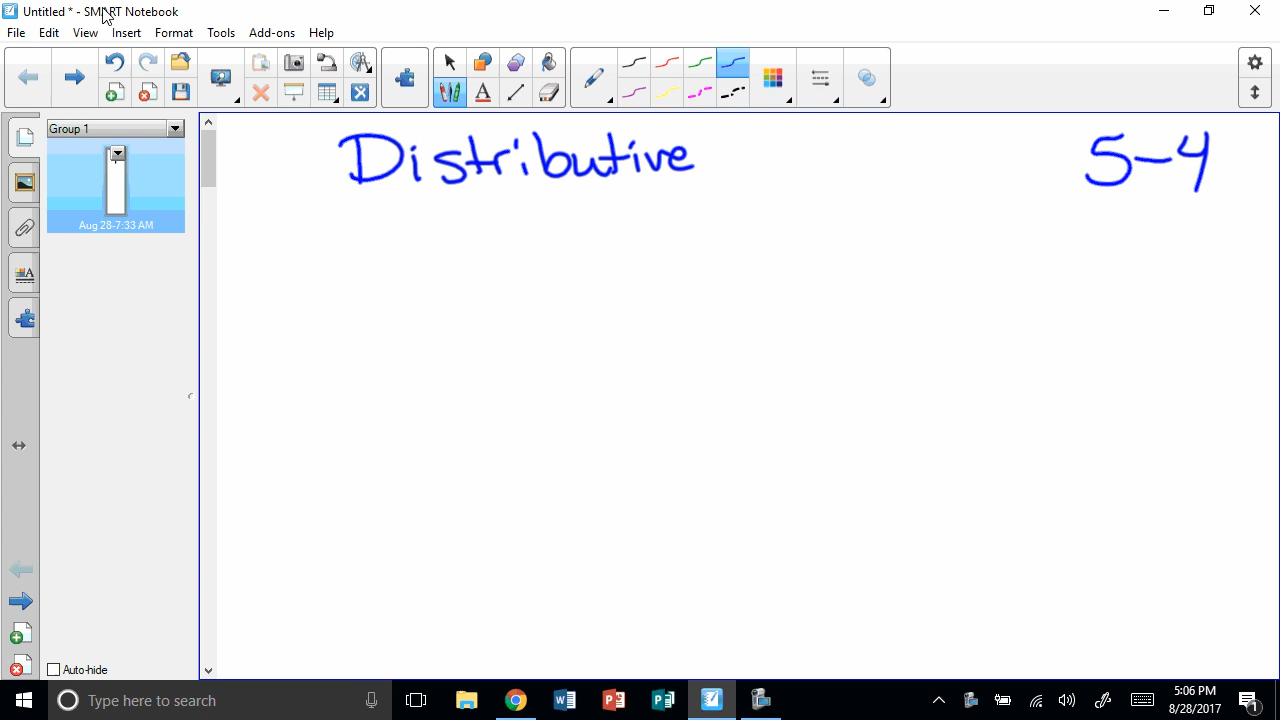 Untitled * - SMART Notebook
File Edit View Insert Format Tools Add-ons Help
Group 1
Distributive 5-4
Aug 28-7:33 AM
Auto-hide
Type here to search
5:06 PM
8/28/2017
1